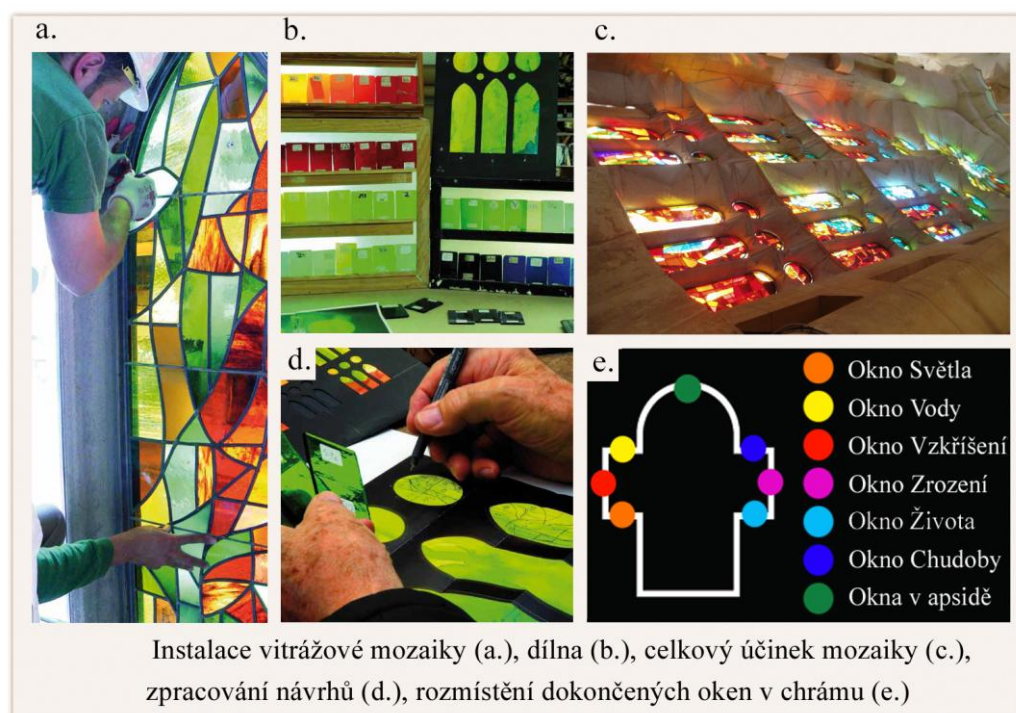 a.
b.
c.
d.
e.
Okno Světla
Okno Vody
Okno Vzkříšení
Okno Zrození
Okno Života
Okno Chudoby
Okna v apsidě
Instalace vitrážové mozaiky (a.), dílna (b.), celkový účinek mozaiky (c.),
zpracování návrhů (d.), rozmístění dokončených oken v chrámu (e.)